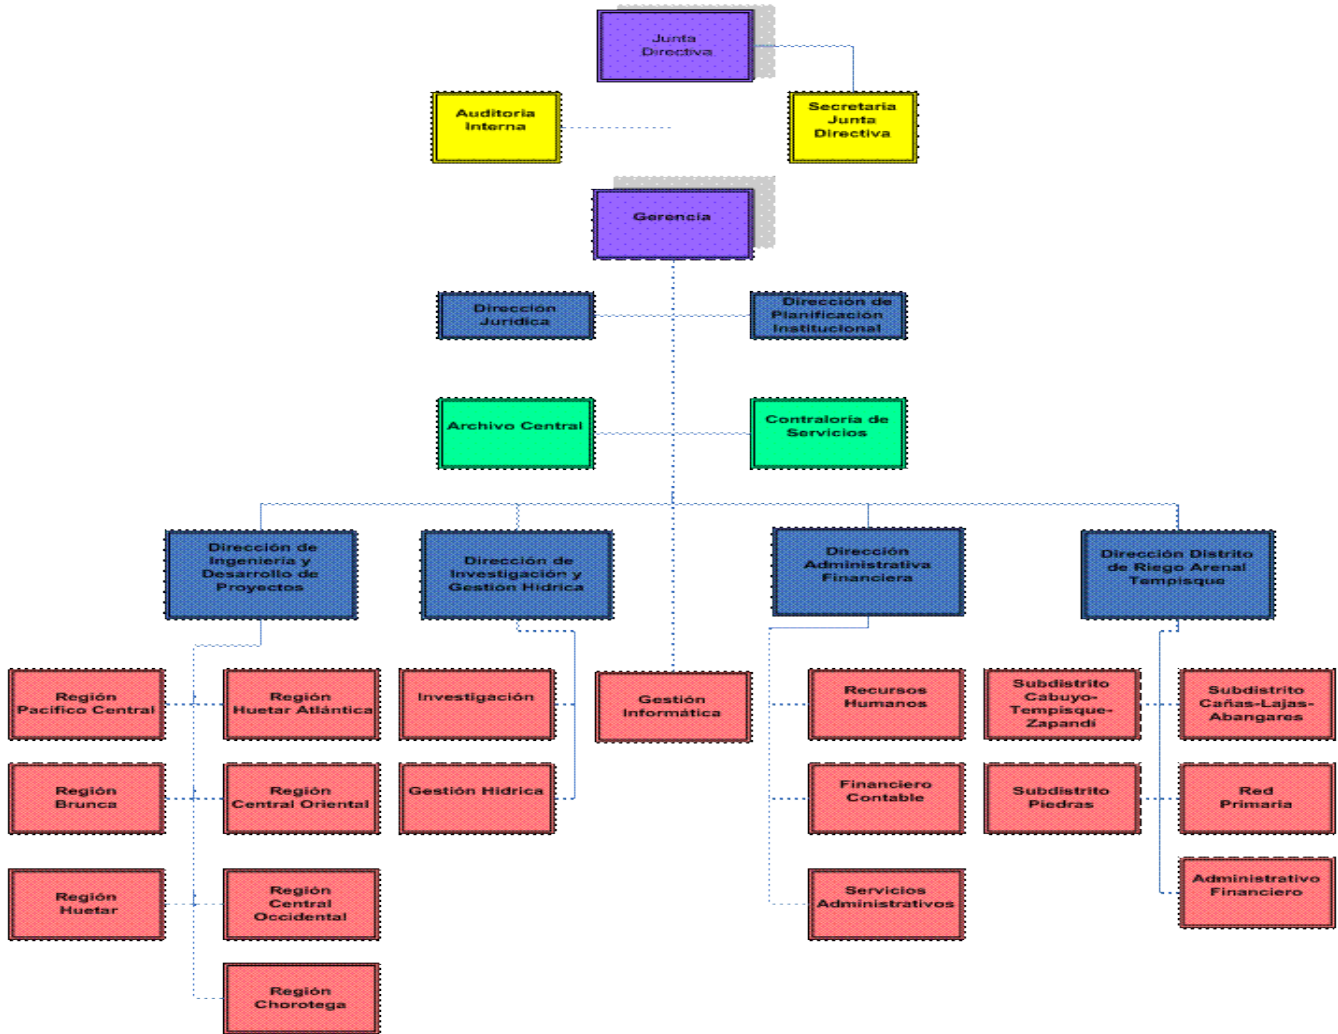 Junta
Directiva
Auditoria
Interna
Secretaria
Junta
Directiva
Gerencia
Dirección
Jurídica
Dirección de
Planificación
Institucional
Archivo Central
Contraloría de
Servicios
Dirección de
Ingeniería y
Desarrollo de
Proyectos
Dirección de
Investigación y
Gestión Hídrica
Dirección
Administrativa
Financiera
Dirección Distrito
de Riego Arenal
Tempisque
Región
Pacífico Central
Región
Huetar Atlántica
Investigación
Gestión
Informática
Recursos
Humanos
Subdistrito
Cabuyo-
Tempisque-
Zapandí
Subdistrito
Cañas-Lajas-
Abangares
Región
Brunca
Región
Central Oriental
Gestión Hídrica
Financiero
Contable
Subdistrito
Piedras
Red
Primaria
Región
Huetar
Región
Central
Occidental
Servicios
Administrativos
Administrativo
Financiero
Región
Chorotega